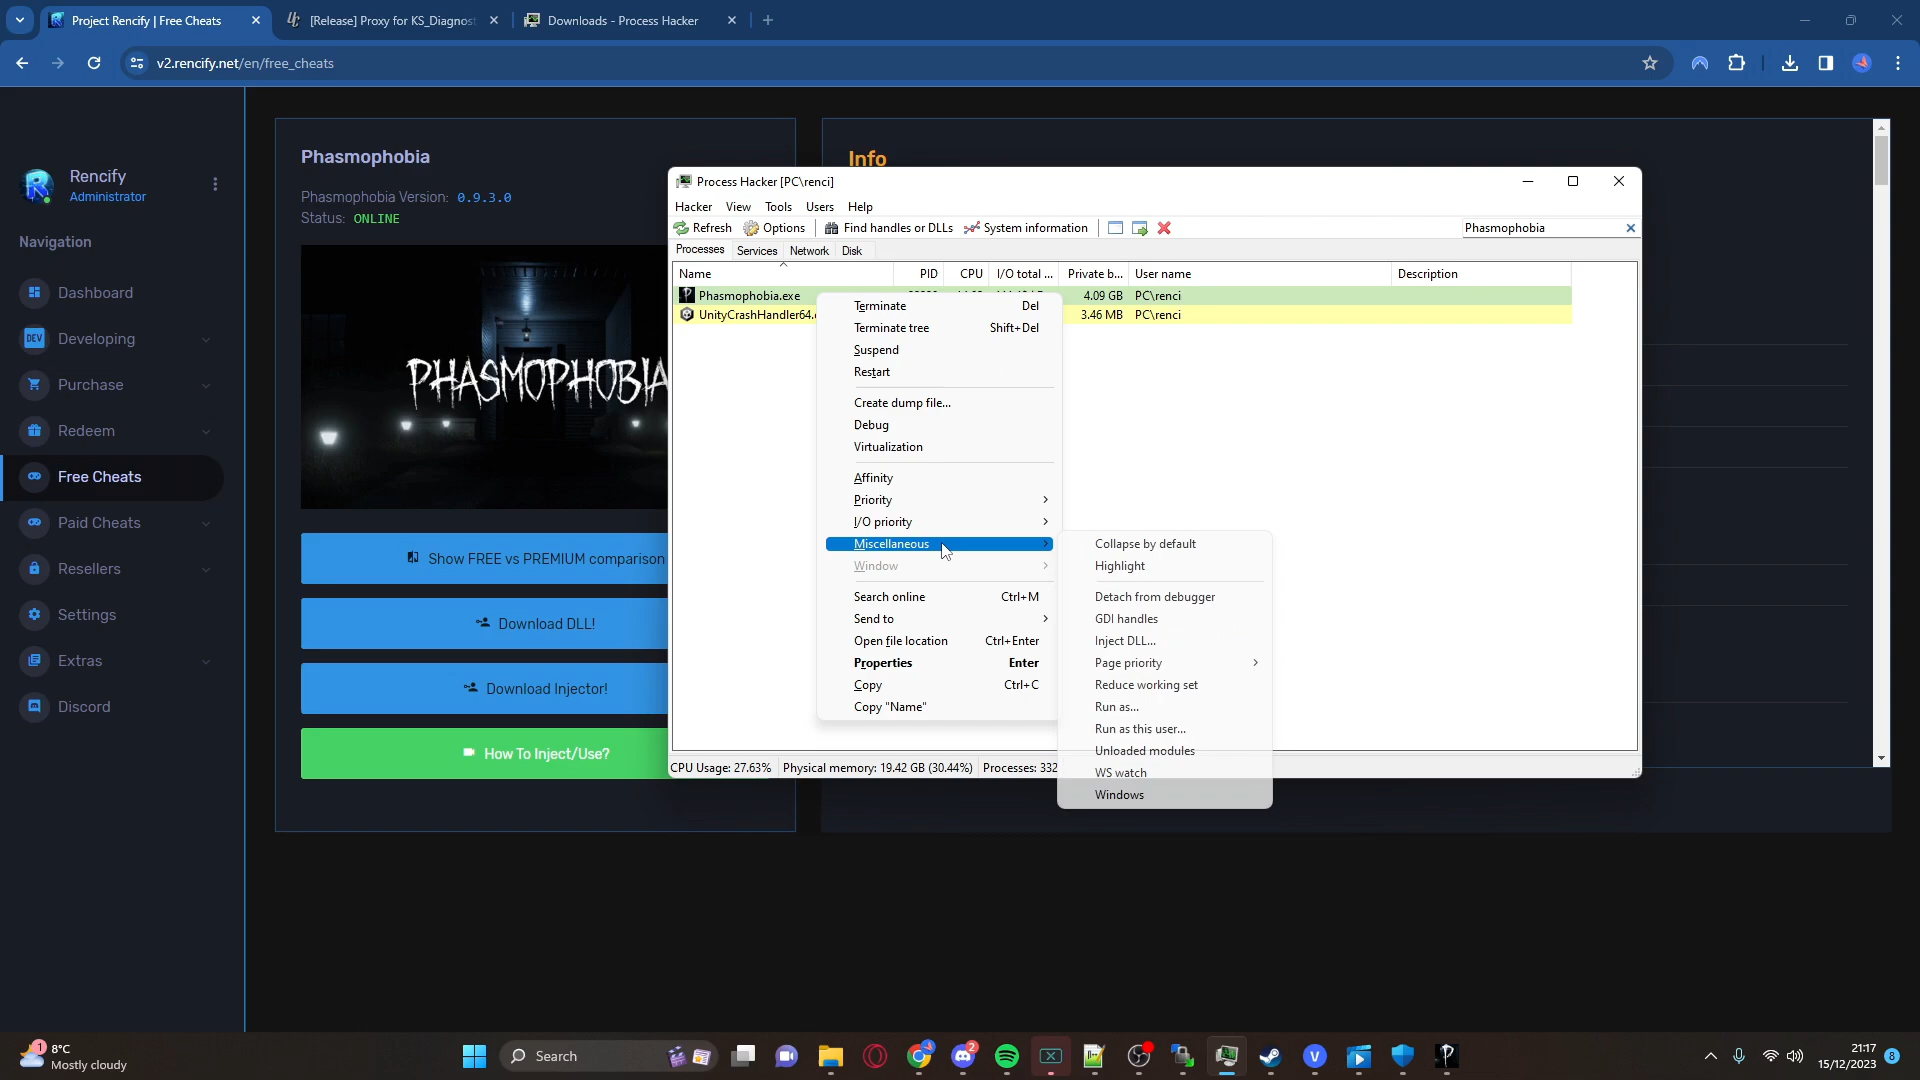 Project Rencify | Free Cheats
[Release] Proxy for KS_Diagnost
Downloads - Process Hacker
v2.rencify.net/en/free_cheats
Rencify
Administrator
Navigation
Dashboard
DEV Developing
Purchase
Redeem
Free Cheats
Paid Cheats
Resellers
Settings
Extras
Discord
Phasmophobia
Phasmophobia Version: 0.9.3.0
Status: ONLINE
PHASMOPHOBIA
Show FREE vs PREMIUM comparison
Download DLL!
Download Injector!
How To Inject/Use?
Info
Process Hacker [PC\renci]
Hacker View Tools Users Help
Refresh Options Find handles or DLLs System information Phasmophobia
Processes Services Network Disk
Name PID CPU I/O total ... Private b... User name Description
Phasmophobia.exe 4.09 GB PC\renci
UnityCrashHandler64. 3.46 MB PC\renci
Terminate Del
Terminate tree Shift+Del
Suspend
Restart
Create dump file...
Debug
Virtualization
Affinity
Priority
I/O priority
Miscellaneous
Window
Search online Ctrl+M
Send to
Open file location Ctrl+Enter
Properties Enter
Copy Ctrl+C
Copy "Name"
Collapse by default
Highlight
Detach from debugger
GDI handles
Inject DLL...
Page priority
Reduce working set
Run as...
Run as this user...
Unloaded modules
WS watch
Windows
CPU Usage: 27.63% Physical memory: 19.42 GB (30.44%) Processes: 332
1
8°C
Mostly cloudy
Search
2
21:17
15/12/2023
8